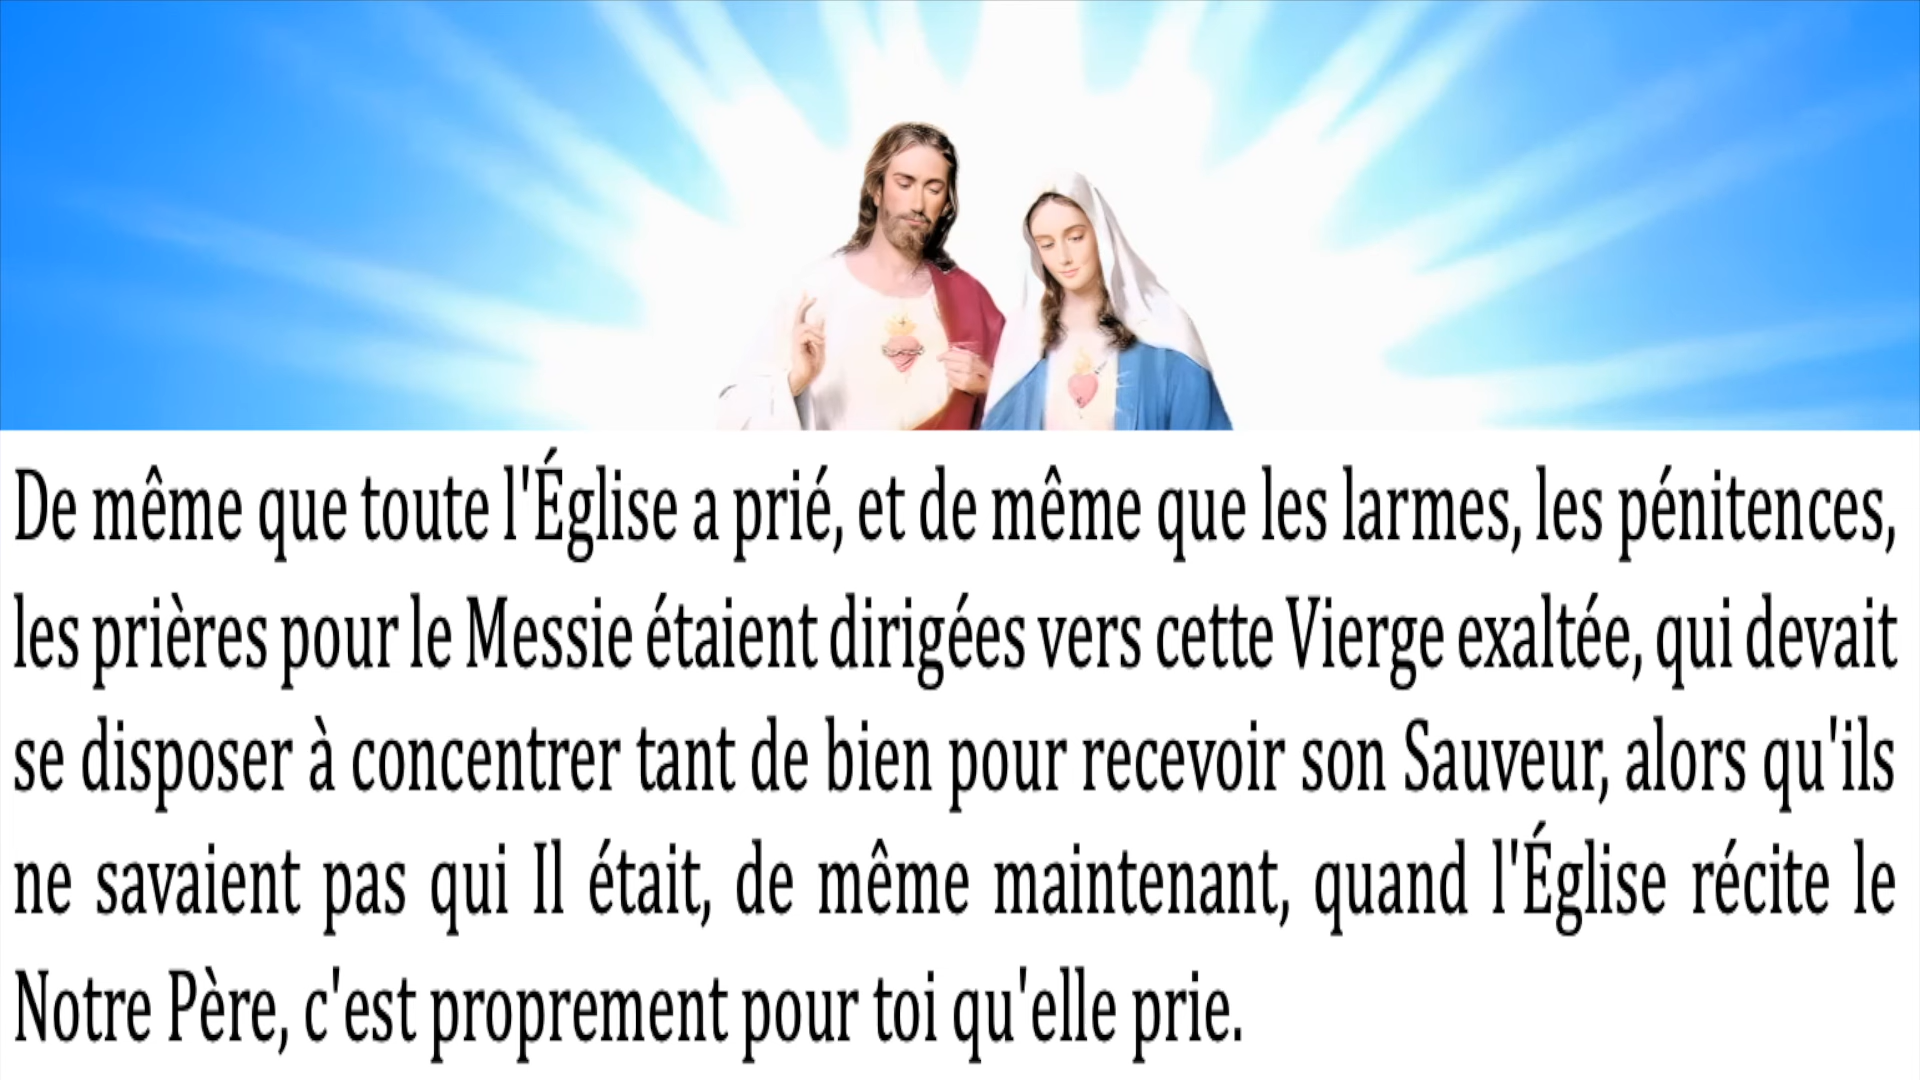 De même que toute l'Église a prié, et de même que les larmes, les pénitences,
les prières pour le Messie étaient dirigées vers cette Vierge exaltée, qui devait
se disposer à concentrer tant de bien pour recevoir son Sauveur, alors qu'ils
ne savaient pas qui Il était, de même maintenant, quand l'Église récite le
Notre Père, c'est proprement pour toi qu'elle prie.